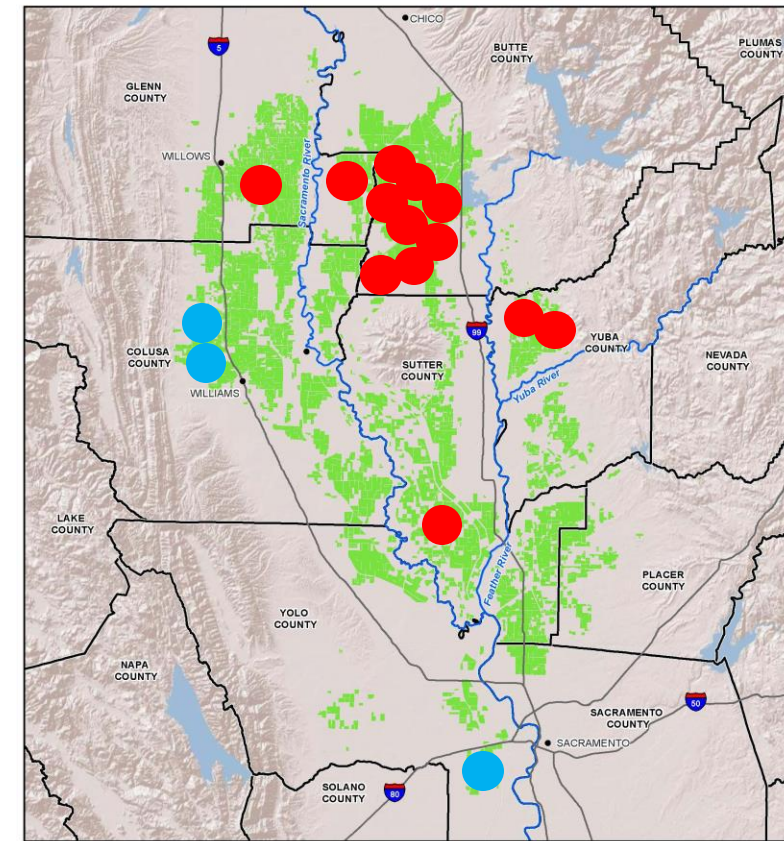 CHICO
5
BUTTE
COUNTY
PLUMAS
COUNTY
GLENN
COUNTY
WILLOWS
Sacramento River
99
YUBA
COUNTY
NEVADA
COUNTY
COLUSA
COUNTY
SUTTER
COUNTY
WILLIAMS
Yuba River
LAKE
COUNTY
Feather River
PLACER
COUNTY
YOLO
COUNTY
NAPA
COUNTY
50
SACRAMENTO
COUNTY
SACRAMENTO
SOLANO
COUNTY
80